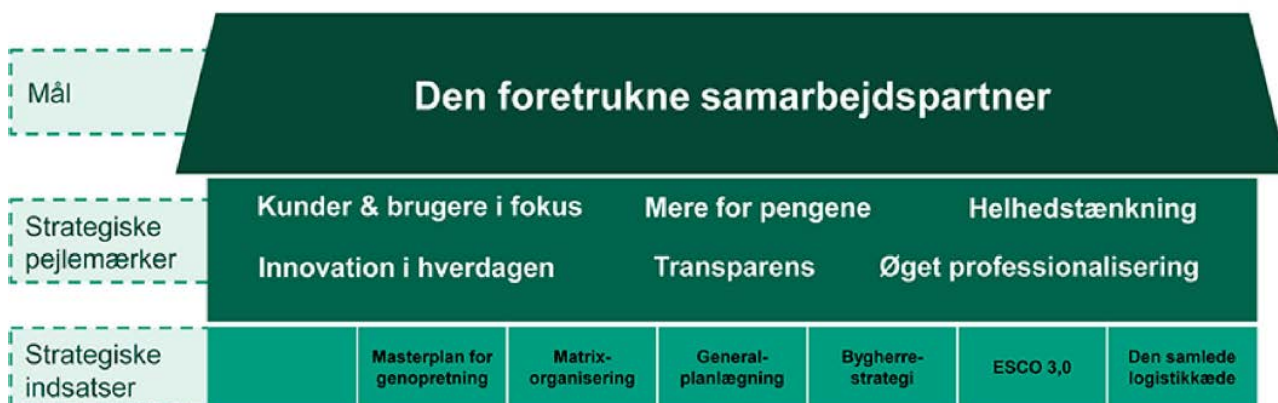 Mål
Den foretrukne samarbejdspartner
Strategiske
pejlemærker
Kunder & brugere i fokus
Mere for pengene
Helhedstænkning
Innovation i hverdagen
Transparens
Øget professionalisering
Strategiske
indsatser
Masterplan for
genopretning
Matrix-
organisering
General-
planlægning
Bygherre-
strategi
ESCO 3,0
Den samlede
logistikkæde